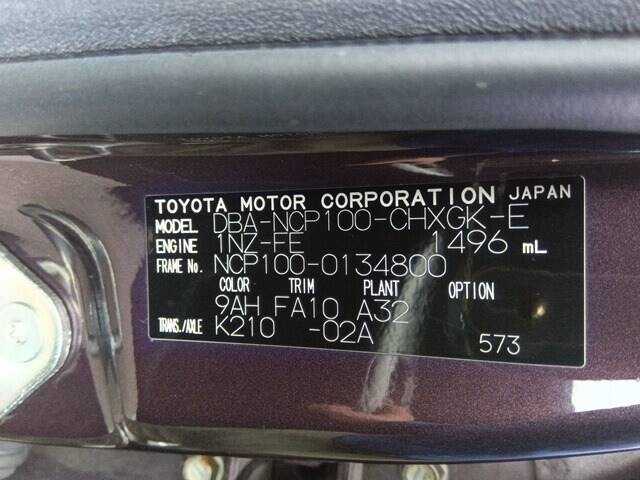 TOYOTA MOTOR CORPORATION JAPAN
MODEL DBA-NCP100-CHXGK-E
ENGINE 1NZ-FE 1496 mL
FRAME No. NCP100-0134800
COLOR TRIM PLANT OPTION
9AH FA10 A32
TRANS./AXLE K210 -02A
573